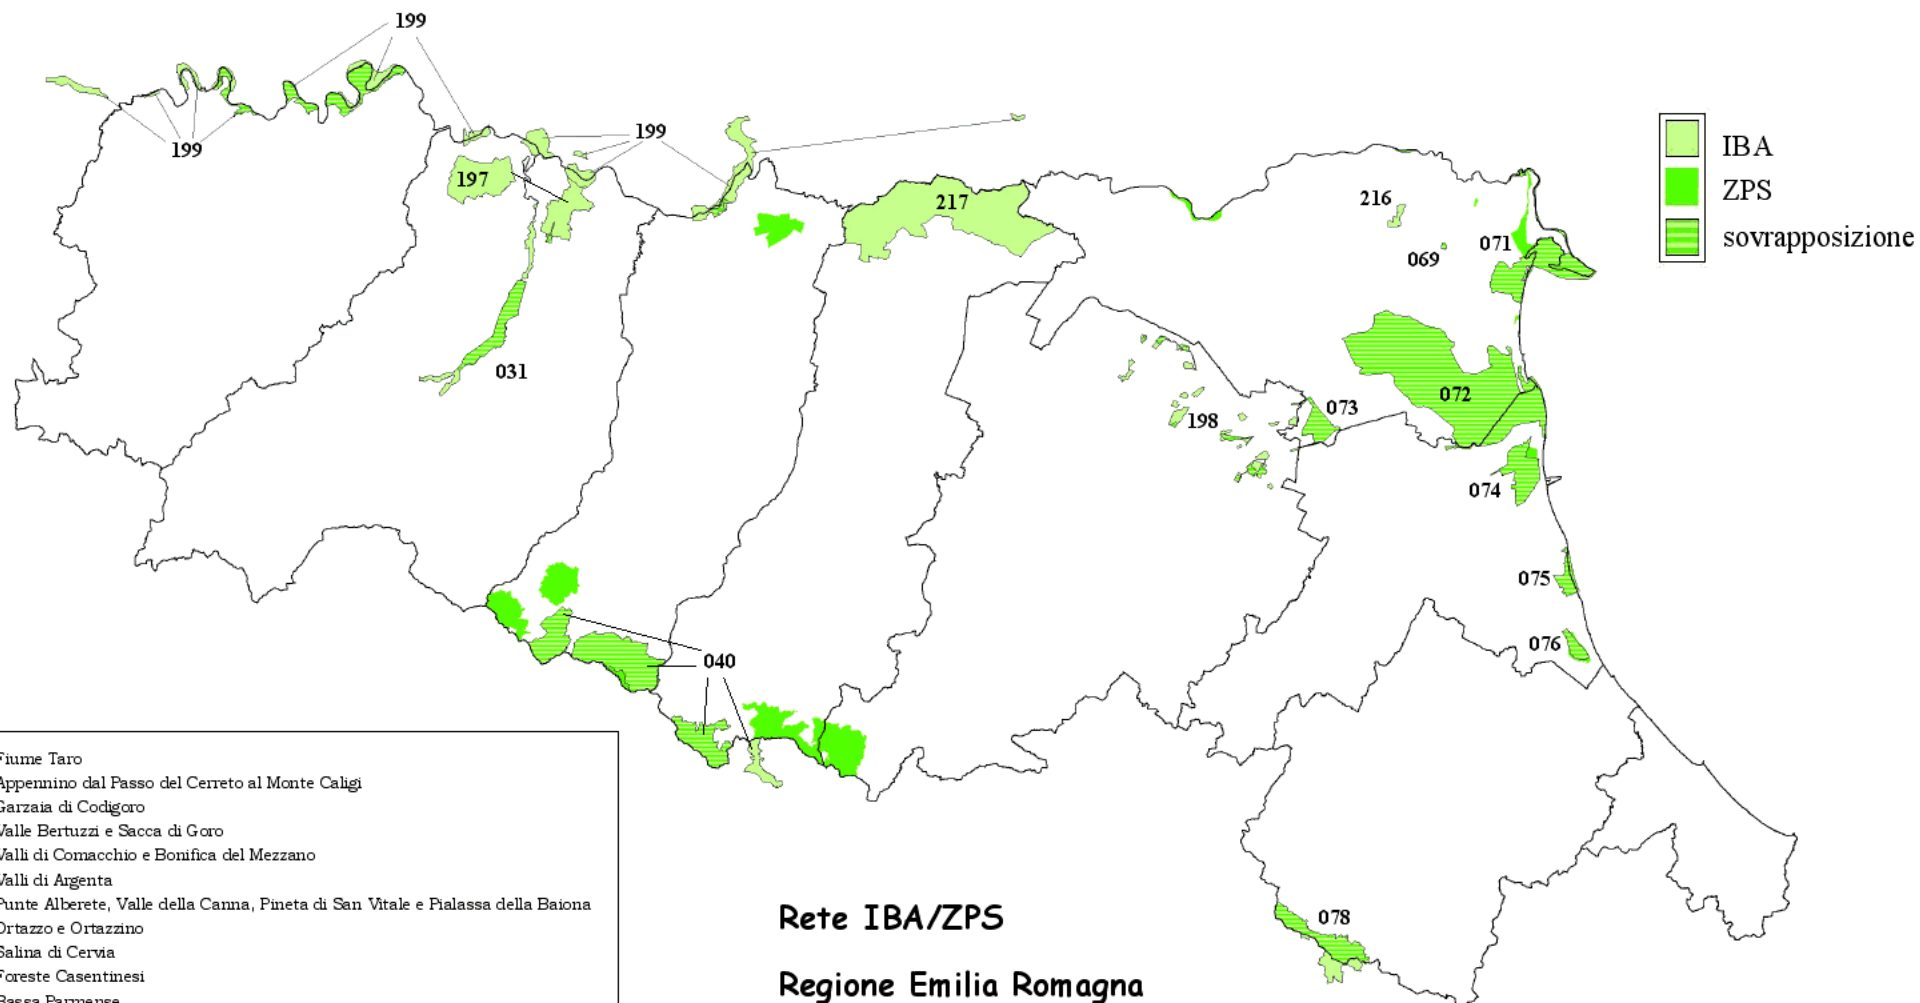 199
199
199
197
217
216
069
071
031
072
198
073
074
075
076
040
078
IBA
ZPS
sovrapposizione
Fiume Taro
Appennino dal Passo del Cerreto al Monte Caligi
Garzaia di Codigoro
Valle Bertuzzi e Sacca di Goro
Valli di Comacchio e Bonifica del Mezzano
Valli di Argenta
Punte Alberete, Valle della Canna, Pineta di San Vitale e Pialassa della Baiona
Ortazzo e Ortazzino
Salina di Cervia
Foreste Casentinesi
Bassa Parmense
Rete IBA/ZPS
Regione Emilia Romagna